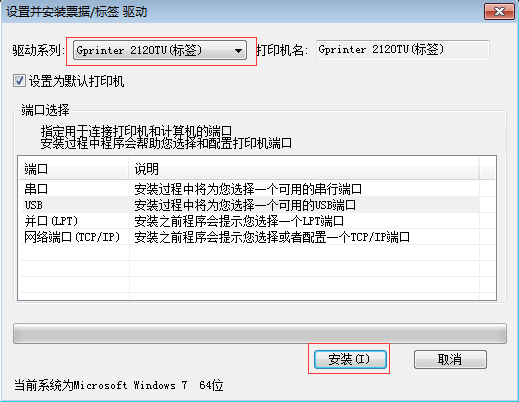 设置并安装票据/标签 驱动
驱动系列: Gprinter 2120TU(标签) 打印机名: Gprinter 2120TU(标签)
设置为默认打印机
端口选择
指定用于连接打印机和计算机的端口
安装过程中程序会帮助您选择和配置打印机端口
端口 说明
串口 安装过程中将为您选择一个可用的串行端口
USB 安装过程中将为您选择一个可用的USB端口
并口(LPT) 安装之前程序会提示您选择一个LPT端口
网络端口(TCP/IP) 安装之前程序会提示您选择或者配置一个TCP/IP端口
安装(I) 取消
当前系统为Microsoft Windows 7 64位